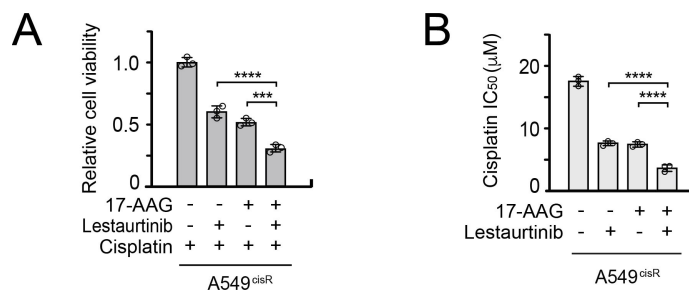 A
Relative cell viability
1.0
0.5
0
****
***
17-AAG - - + +
Lestaurtinib - + - +
Cisplatin + + + +
A549cisR
B
Cisplatin IC50 (μM)
20
10
0
****
****
17-AAG - - + +
Lestaurtinib - + - +
A549cisR